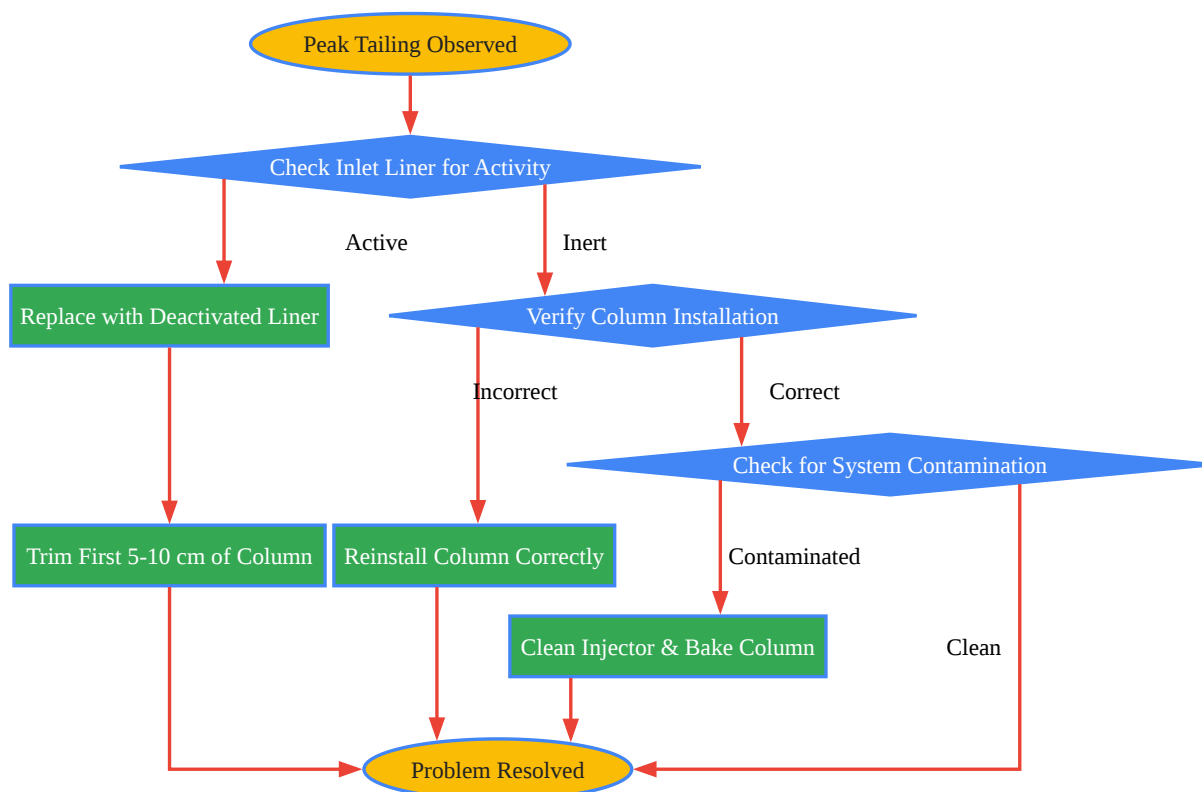 Peak Tailing Observed
Check Inlet Liner for Activity
Active
Inert
Replace with Deactivated Liner
Verify Column Installation
Incorrect
Correct
Check for System Contamination
Trim First 5-10 cm of Column
Reinstall Column Correctly
Contaminated
Clean Injector & Bake Column
Clean
Problem Resolved